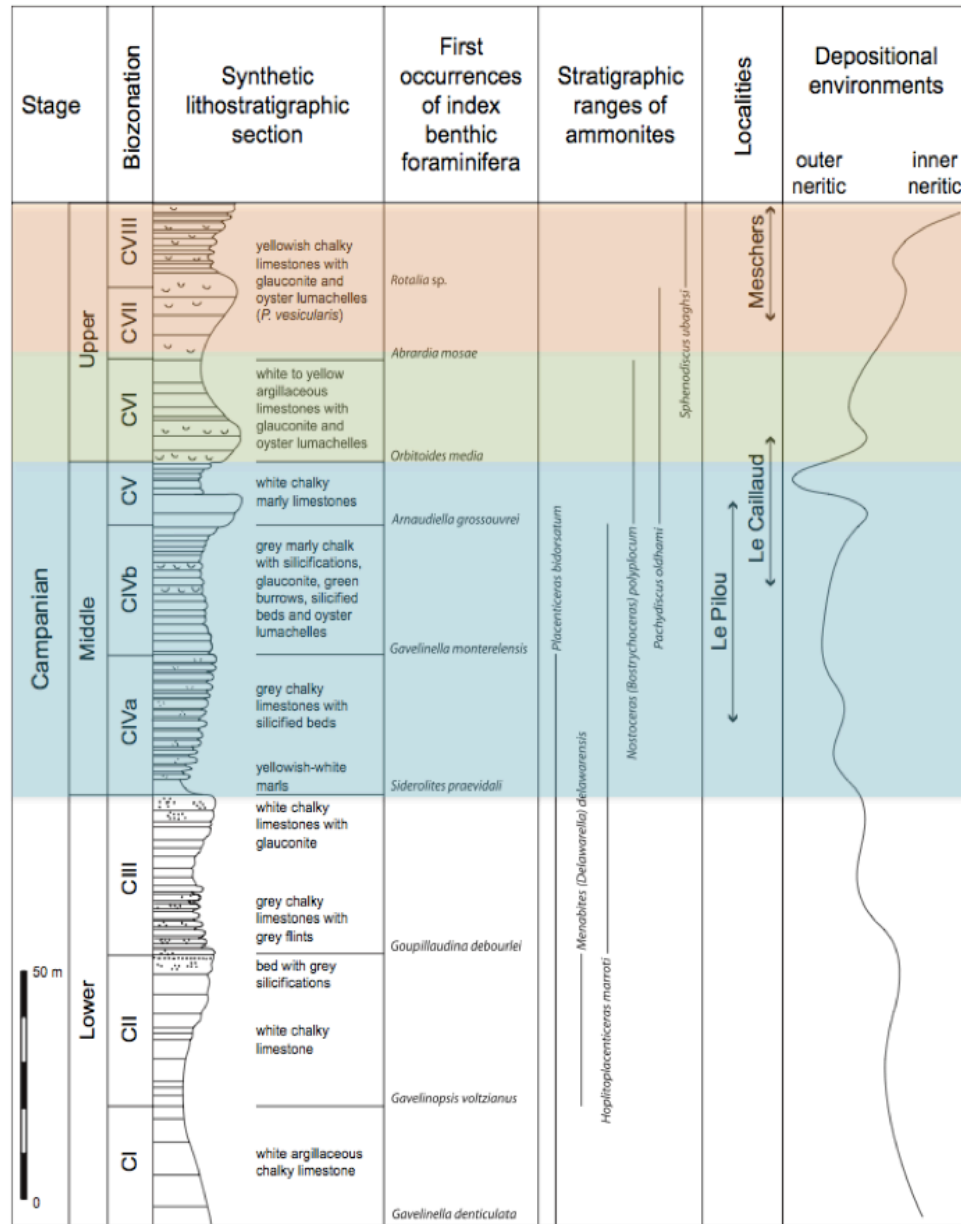 Stage
Biozonation
Synthetic
lithostratigraphic
section
First
occurrences
of index
benthic
foraminifera
Stratigraphic
ranges of
ammonites
Localities
Depositional
environments
outer
neritic
inner
neritic
Campanian
Upper
Middle
Lower
CVIII
CVII
CVI
CV
CIVb
CIVa
CIII
CII
CI
yellowish chalky
limestones with
glauconite and
oyster lumachelles
(P. vesicularis)
white to yellow
argillaceous
limestones with
glauconite and
oyster lumachelles
white chalky
marly limestones
grey marly chalk
with silicifications,
glauconite, green
burrows, silicified
beds and oyster
lumachelles
grey chalky
limestones with
silicified beds
yellowish-white
marls
white chalky
limestones with
glauconite
grey chalky
limestones with
grey flints
bed with grey
silicifications
white chalky
limestone
white argillaceous
chalky limestone
Rotalia sp.
Abrardia mosae
Orbitoides media
Arnaudiella grossouvrei
Gavelinella monterelensis
Siderolites praevidali
Goupillaudina debourlei
Gavelinopsis voltzianus
Gavelinella denticulata
Placenticeras bidorsatum
Menabites (Delawarella) delawarensis
Hoplitoplacenticeras marroti
Nostoceras (Bostrychoceras) polyplocum
Pachydiscus oldhami
Sphenodiscus ubaghsi
Le Pilou
Le Caillaud
Meschers
50 m
0